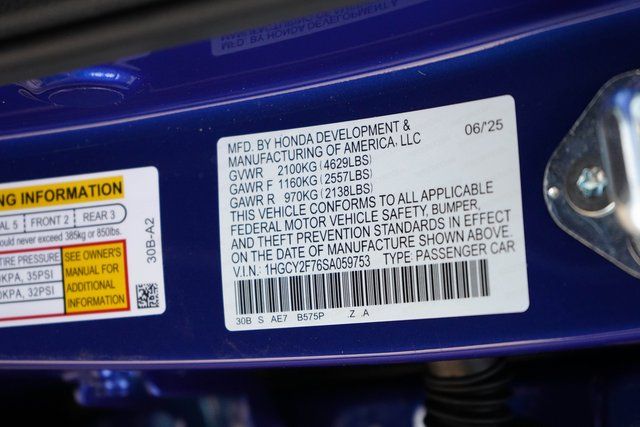 MFD. BY HONDA DEVELOPMENT &
MANUFACTURING OF AMERICA, LLC
06/'25
GVWR 2100KG (4629LBS)
GAWR F 1160KG (2557LBS)
GAWR R 970KG (2138LBS)
THIS VEHICLE CONFORMS TO ALL APPLICABLE
FEDERAL MOTOR VEHICLE SAFETY, BUMPER,
AND THEFT PREVENTION STANDARDS IN EFFECT
ON THE DATE OF MANUFACTURE SHOWN ABOVE.
V.I.N.: 1HGCY2F76SA059753 TYPE: PASSENGER CAR
30B S AE7 B575P .Z .A
NG INFORMATION
AL 5 FRONT 2 REAR 3
ould never exceed 385kg or 850lbs.
TIRE PRESSURE
KPA, 35PSI
0KPA, 32PSI
SEE OWNER'S
MANUAL FOR
ADDITIONAL
INFORMATION
30B-A2